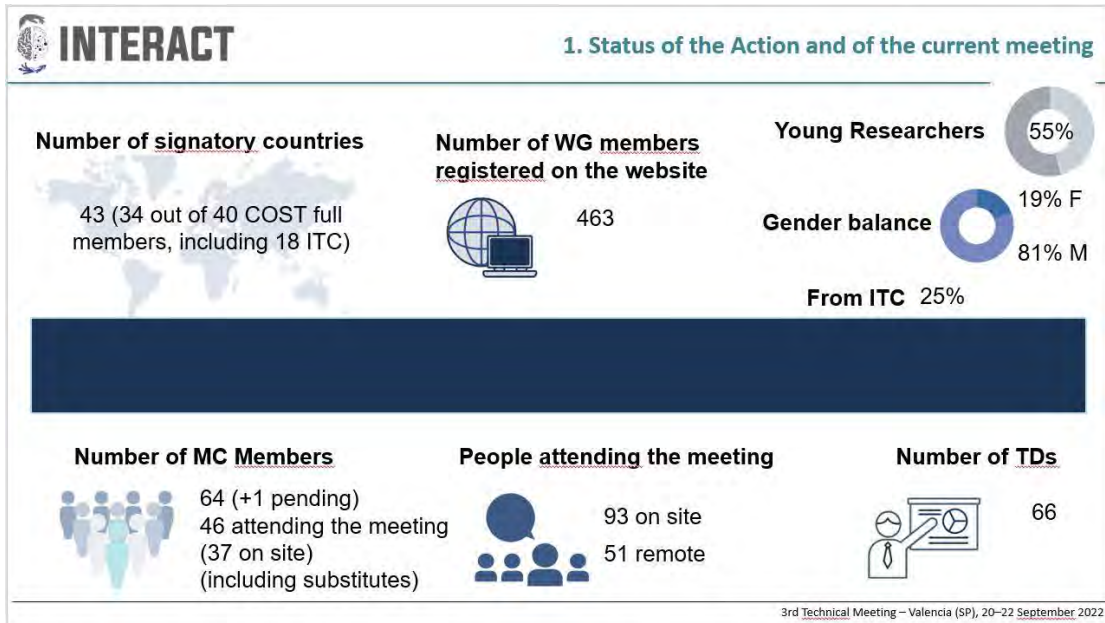 INTERACT
1. Status of the Action and of the current meeting
Number of signatory countries
43 (34 out of 40 COST full
members, including 18 ITC)
Number of WG members
registered on the website
463
Young Researchers
55%
Gender balance
19% F
81% M
From ITC 25%
Number of MC Members
64 (+1 pending)
46 attending the meeting
(37 on site)
(including substitutes)
People attending the meeting
93 on site
51 remote
Number of TDs
66
3rd Technical Meeting – Valencia (SP), 20–22 September 2022